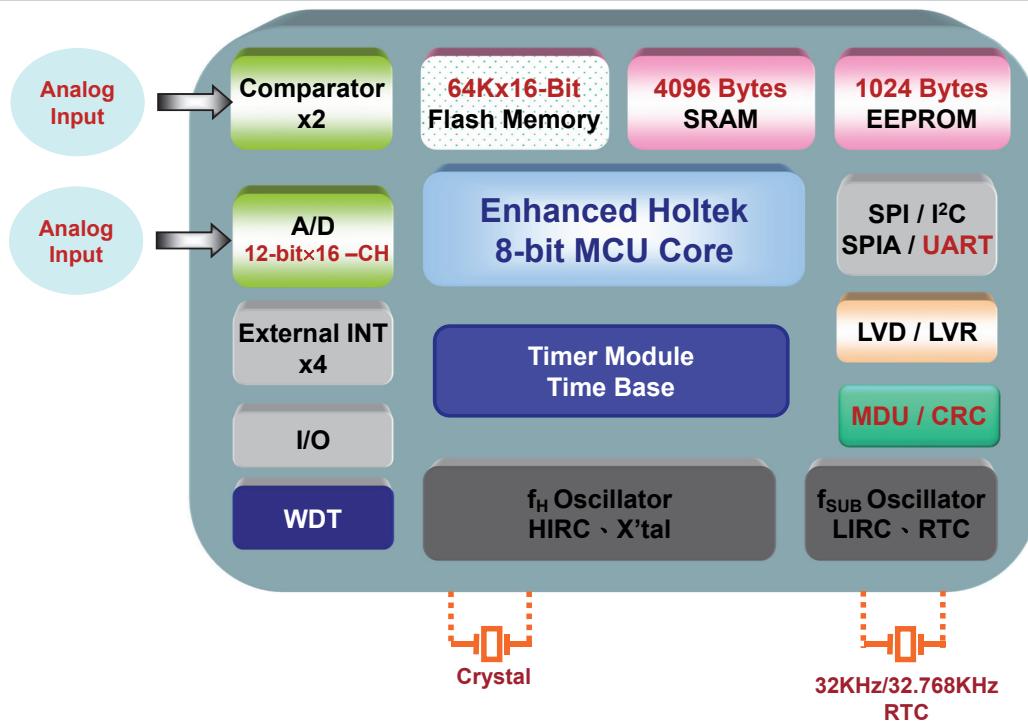 Analog
Input
Comparator
x2
64Kx16-Bit
Flash Memory
4096 Bytes
SRAM
1024 Bytes
EEPROM
Analog
Input
A/D
12-bit×16 –CH
Enhanced Holtek
8-bit MCU Core
SPI / I²C
SPIA / UART
External INT
x4
Timer Module
Time Base
LVD / LVR
MDU / CRC
I/O
WDT
fH Oscillator
HIRC、X’tal
fSUB Oscillator
LIRC、RTC
Crystal
32KHz/32.768KHz
RTC